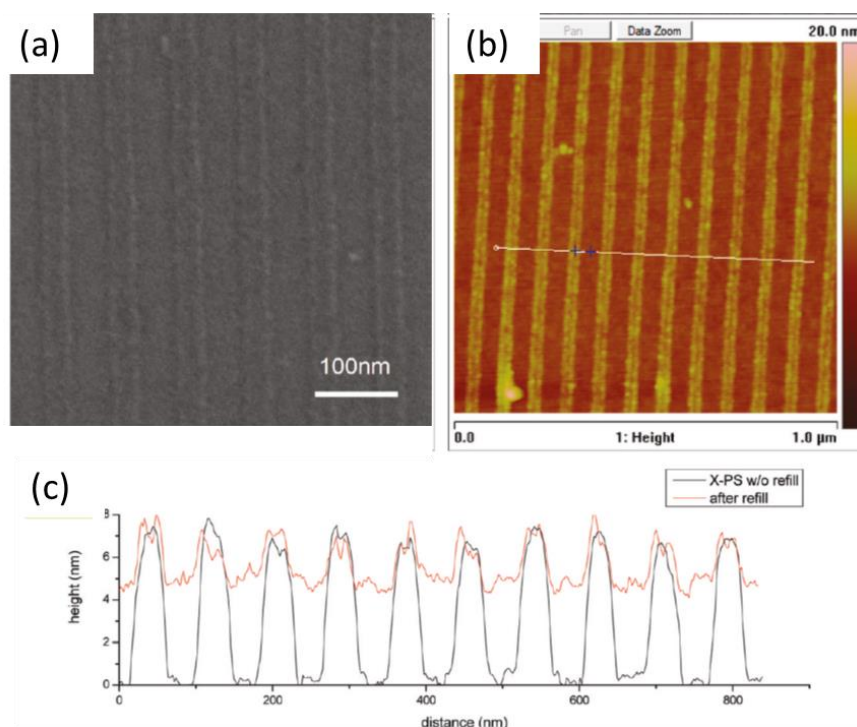 (a)
100nm
(b)
Pan
Data Zoom
20.0 nm
0.0
1: Height
1.0 µm
(c)
X-PS w/o refill
after refill
height (nm)
8
6
4
2
0
0
200
400
600
800
distance (nm)